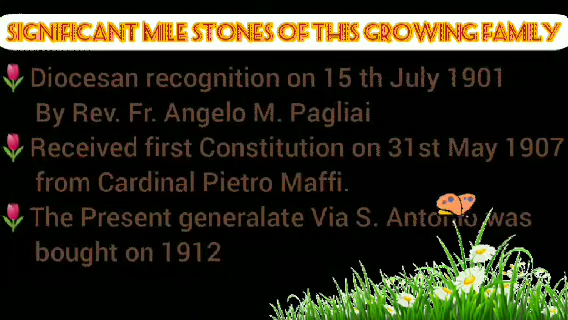 SIGNIFICANT MILE STONES OF THIS GROWING FAMILY
Diocesan recognition on 15 th July 1901
By Rev. Fr. Angelo M. Pagliai
Received first Constitution on 31st May 1907
from Cardinal Pietro Maffi.
The Present generalate Via S. Antonio was
bought on 1912